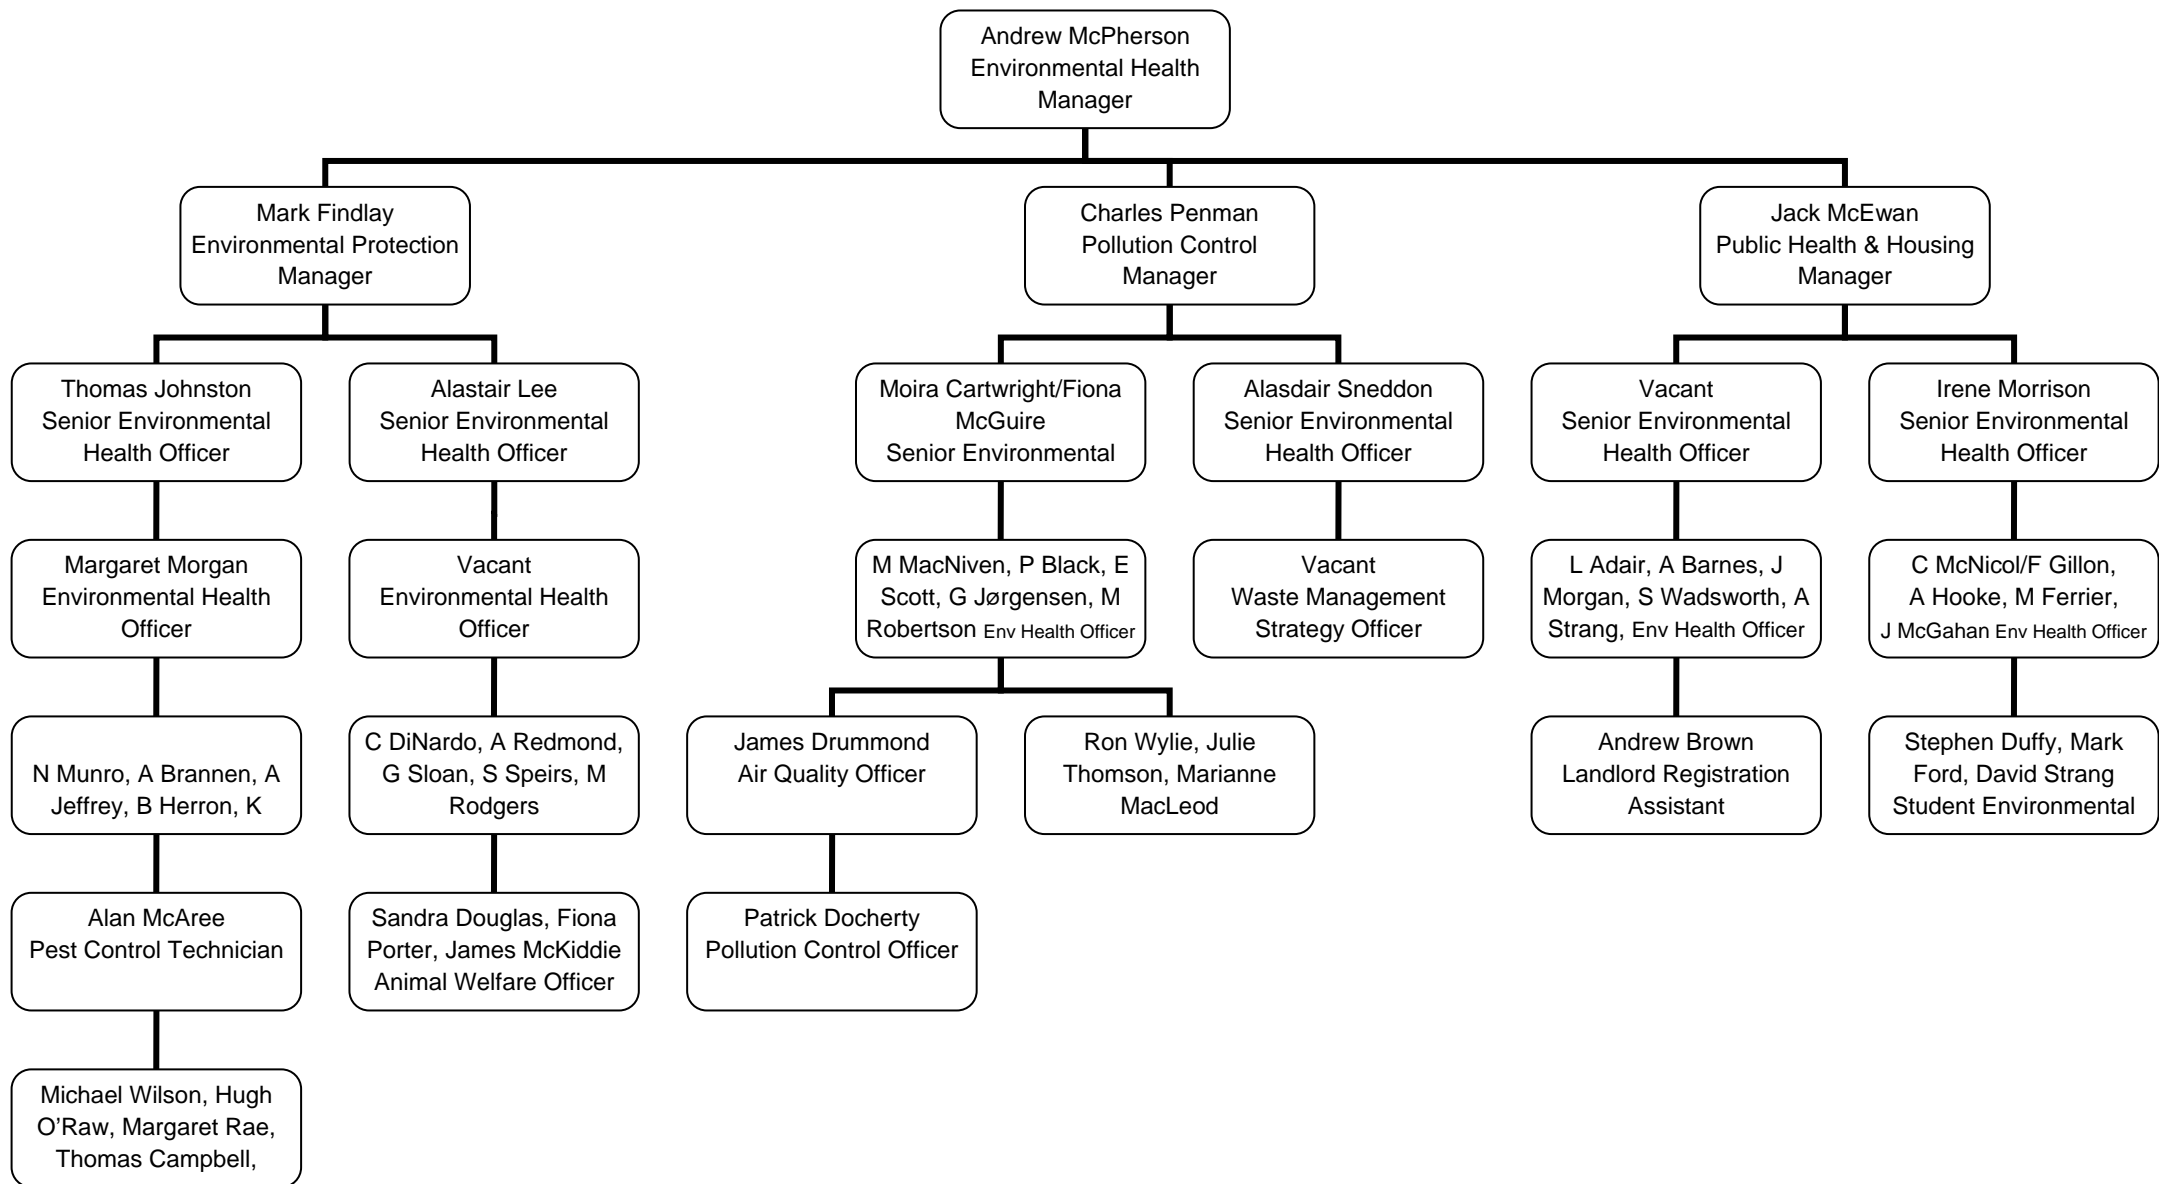 Andrew McPherson
Environmental Health
Manager
Mark Findlay
Environmental Protection
Manager
Charles Penman
Pollution Control
Manager
Jack McEwan
Public Health & Housing
Manager
Thomas Johnston
Senior Environmental
Health Officer
Alastair Lee
Senior Environmental
Health Officer
Moira Cartwright/Fiona
McGuire
Senior Environmental
Alasdair Sneddon
Senior Environmental
Health Officer
Vacant
Senior Environmental
Health Officer
Irene Morrison
Senior Environmental
Health Officer
Margaret Morgan
Environmental Health
Officer
Vacant
Environmental Health
Officer
M MacNiven, P Black, E
Scott, G Jørgensen, M
Robertson Env Health Officer
Vacant
Waste Management
Strategy Officer
L Adair, A Barnes, J
Morgan, S Wadsworth, A
Strang, Env Health Officer
C McNicol/F Gillon,
A Hooke, M Ferrier,
J McGahan Env Health Officer
N Munro, A Brannen, A
Jeffrey, B Herron, K
C DiNardo, A Redmond,
G Sloan, S Speirs, M
Rodgers
James Drummond
Air Quality Officer
Ron Wylie, Julie
Thomson, Marianne
MacLeod
Andrew Brown
Landlord Registration
Assistant
Stephen Duffy, Mark
Ford, David Strang
Student Environmental
Alan McAree
Pest Control Technician
Sandra Douglas, Fiona
Porter, James McKiddie
Animal Welfare Officer
Patrick Docherty
Pollution Control Officer
Michael Wilson, Hugh
O’Raw, Margaret Rae,
Thomas Campbell,